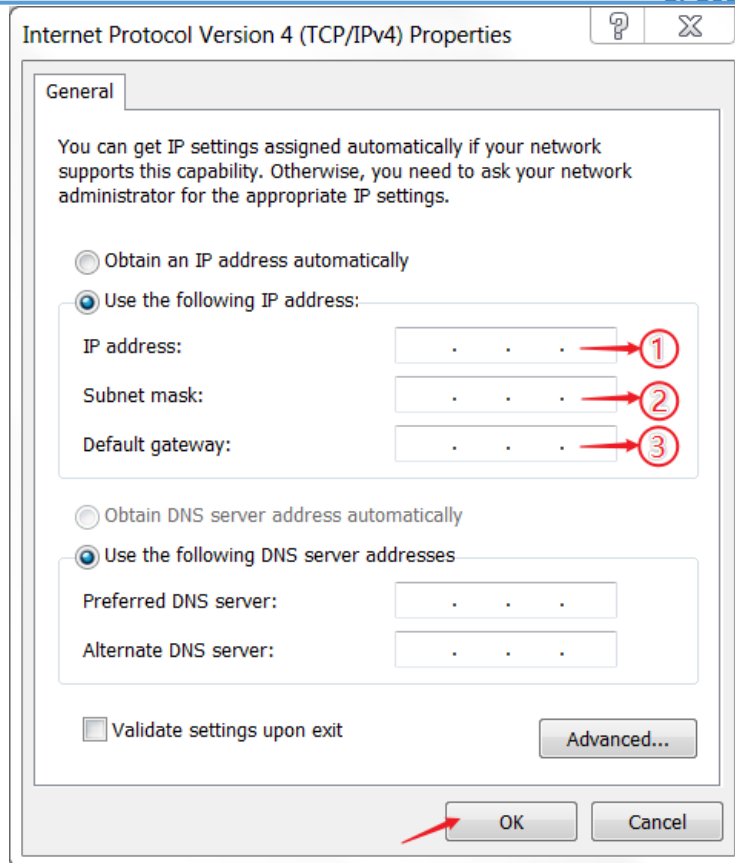 Internet Protocol Version 4 (TCP/IPv4) Properties
General
You can get IP settings assigned automatically if your network
supports this capability. Otherwise, you need to ask your network
administrator for the appropriate IP settings.
Obtain an IP address automatically
Use the following IP address:
IP address: . . . ①
Subnet mask: . . . ②
Default gateway: . . . ③
Obtain DNS server address automatically
Use the following DNS server addresses
Preferred DNS server: . . .
Alternate DNS server: . . .
Validate settings upon exit
Advanced...
OK Cancel